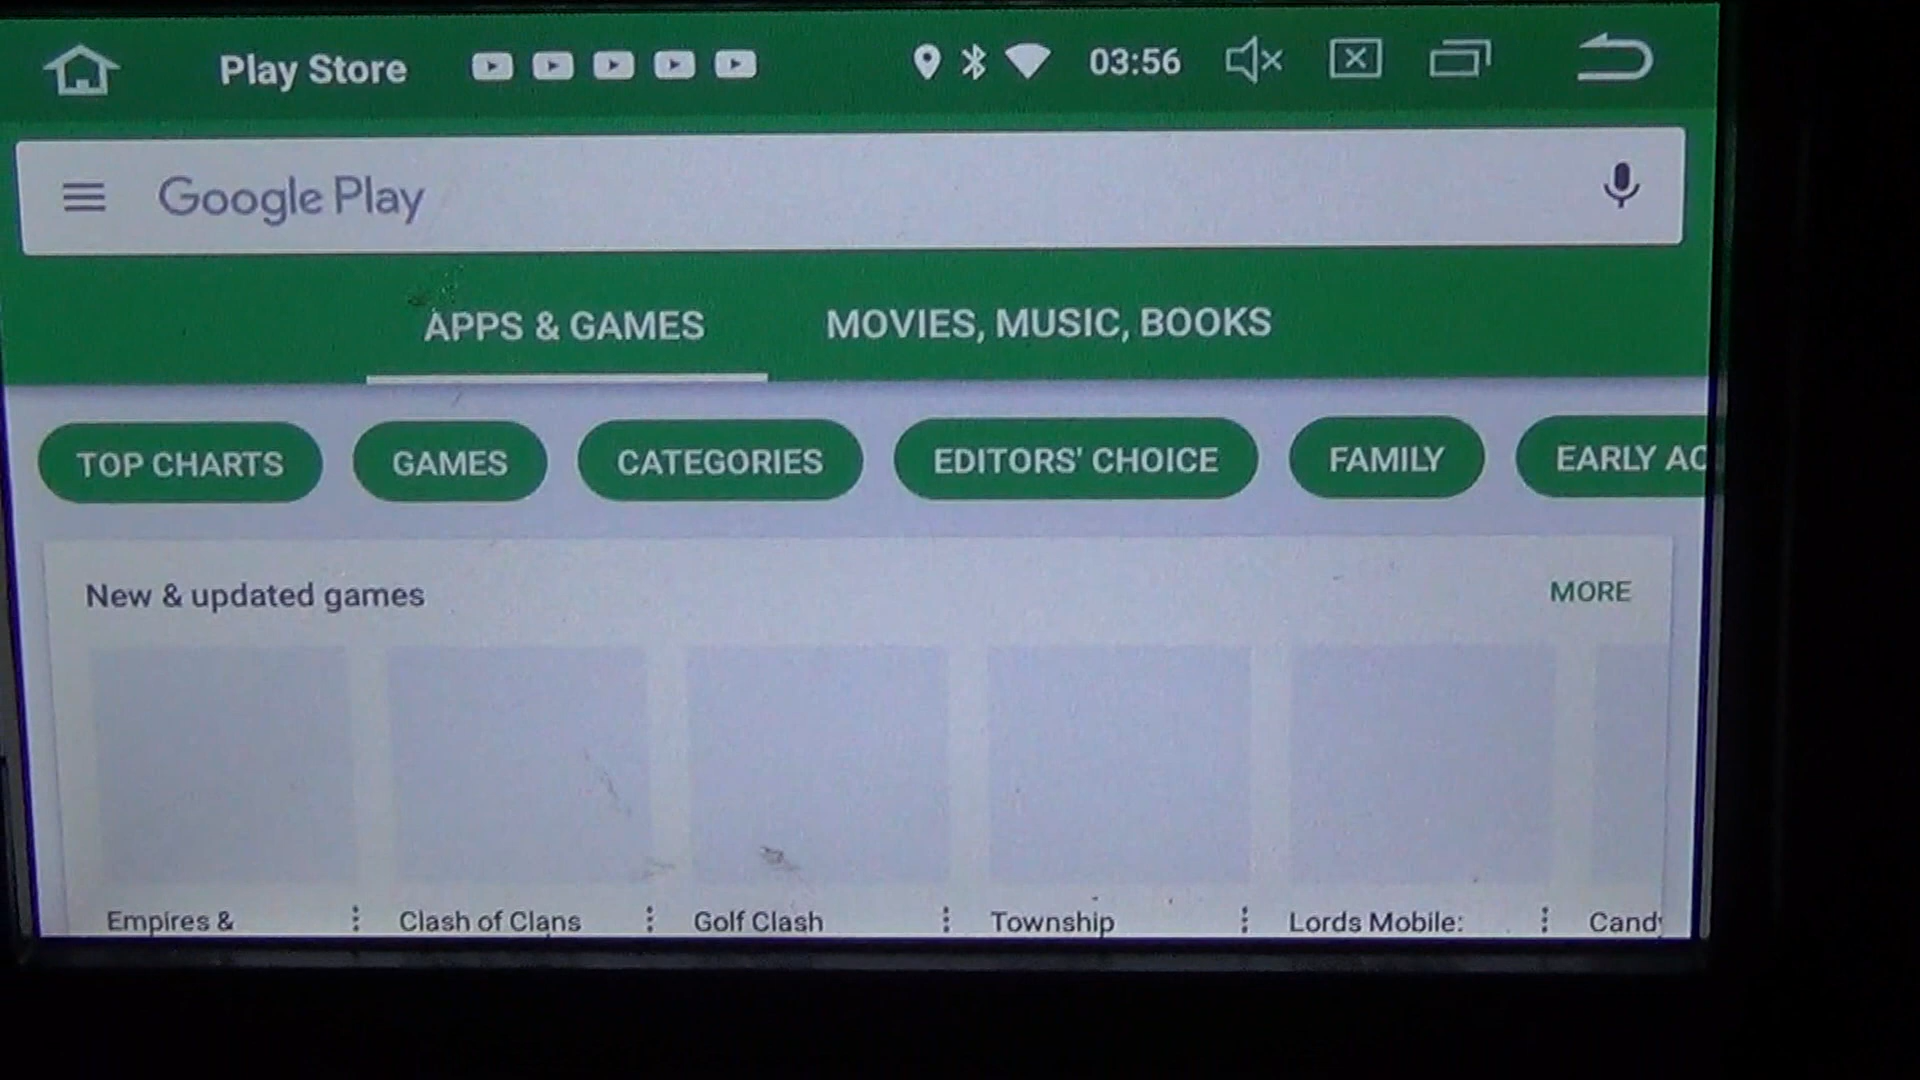 Play Store 03:56
Google Play
APPS & GAMES MOVIES, MUSIC, BOOKS
TOP CHARTS GAMES CATEGORIES EDITORS' CHOICE FAMILY EARLY AC
New & updated games MORE
Empires & Clash of Clans Golf Clash Township Lords Mobile: Candy